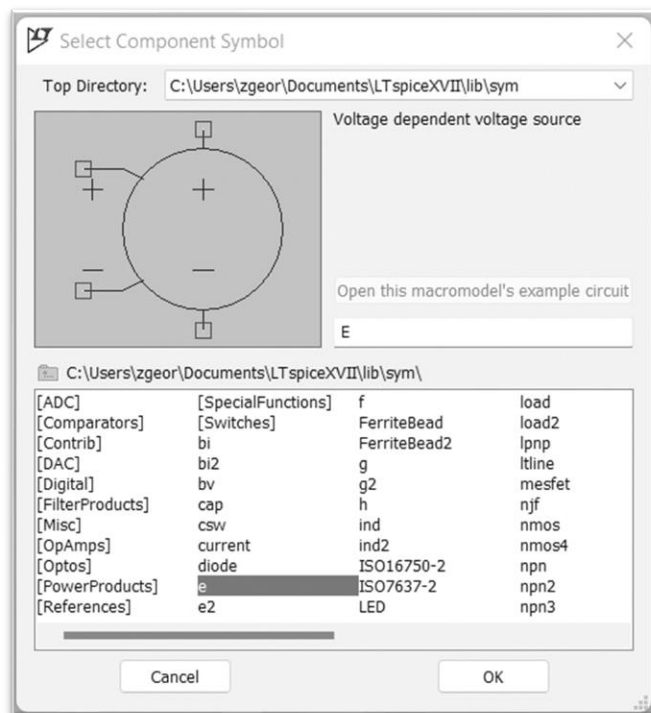 Select Component Symbol
Top Directory: C:\Users\zgeor\Documents\LTspiceXVII\lib\sym
Voltage dependent voltage source
+ +
— —
Open this macromodel's example circuit
E
C:\Users\zgeor\Documents\LTspiceXVII\lib\sym\
[ADC] [SpecialFunctions] f load
[Comparators] [Switches] FerriteBead load2
[Contrib] bi FerriteBead2 lpnp
[DAC] bi2 g ltline
[Digital] bv g2 mesfet
[FilterProducts] cap h njf
[Misc] csw ind nmos
[OpAmps] current ind2 nmos4
[Optos] diode ISO16750-2 npn
[PowerProducts] e ISO7637-2 npn2
[References] e2 LED npn3
Cancel OK